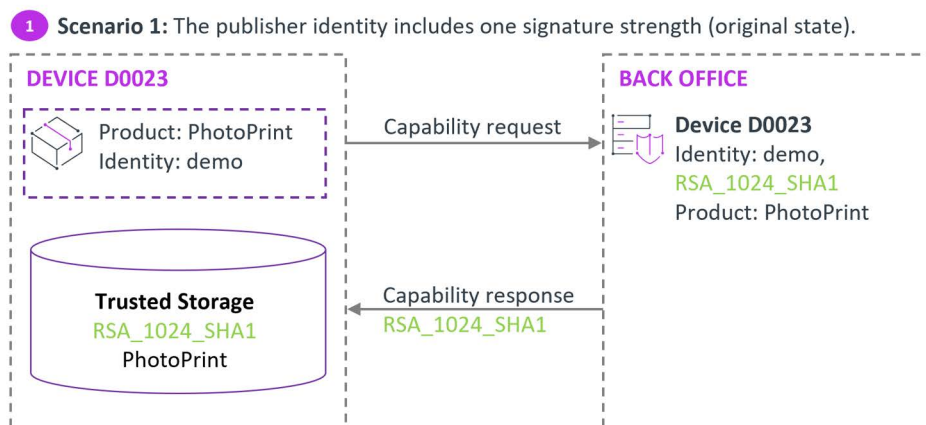 1 Scenario 1: The publisher identity includes one signature strength (original state).
DEVICE D0023
Product: PhotoPrint
Identity: demo
Trusted Storage
RSA_1024_SHA1
PhotoPrint
Capability request
Capability response
RSA_1024_SHA1
BACK OFFICE
Device D0023
Identity: demo,
RSA_1024_SHA1
Product: PhotoPrint